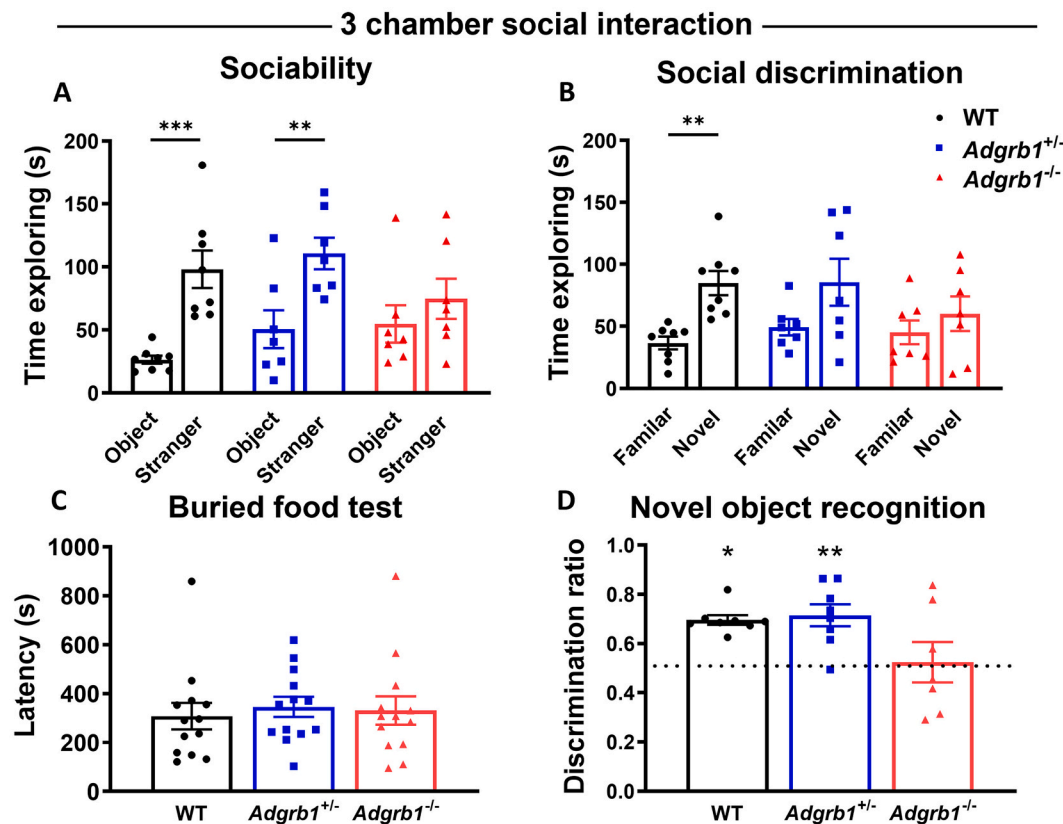 3 chamber social interaction
Sociability
Social discrimination
A
B
WT
Adgrb1+/-
Adgrb1-/-
***
**
**
Time exploring (s)
200
150
100
50
0
Object
Stranger
Object
Stranger
Object
Stranger
Time exploring (s)
200
150
100
50
0
Familar
Novel
Familar
Novel
Familar
Novel
C
Buried food test
D
Novel object recognition
Latency (s)
1000
800
600
400
200
0
WT
Adgrb1+/-
Adgrb1-/-
Discrimination ratio
1.0
0.8
0.6
0.4
0.2
0.0
*
**
WT
Adgrb1+/-
Adgrb1-/-